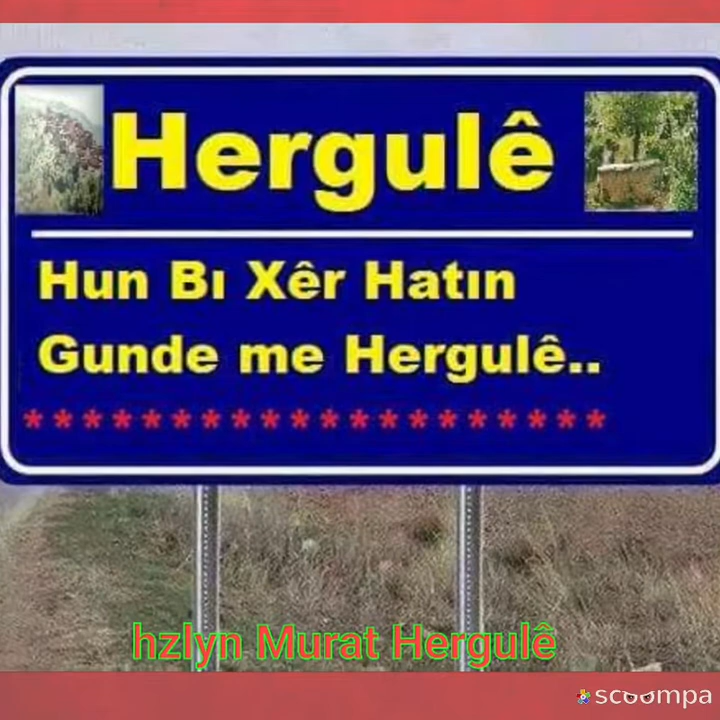 Hergulê
Hun Bı Xêr Hatın
Gunde me Hergulê..
********************
hzlyn Murat Hergulê
scoompa